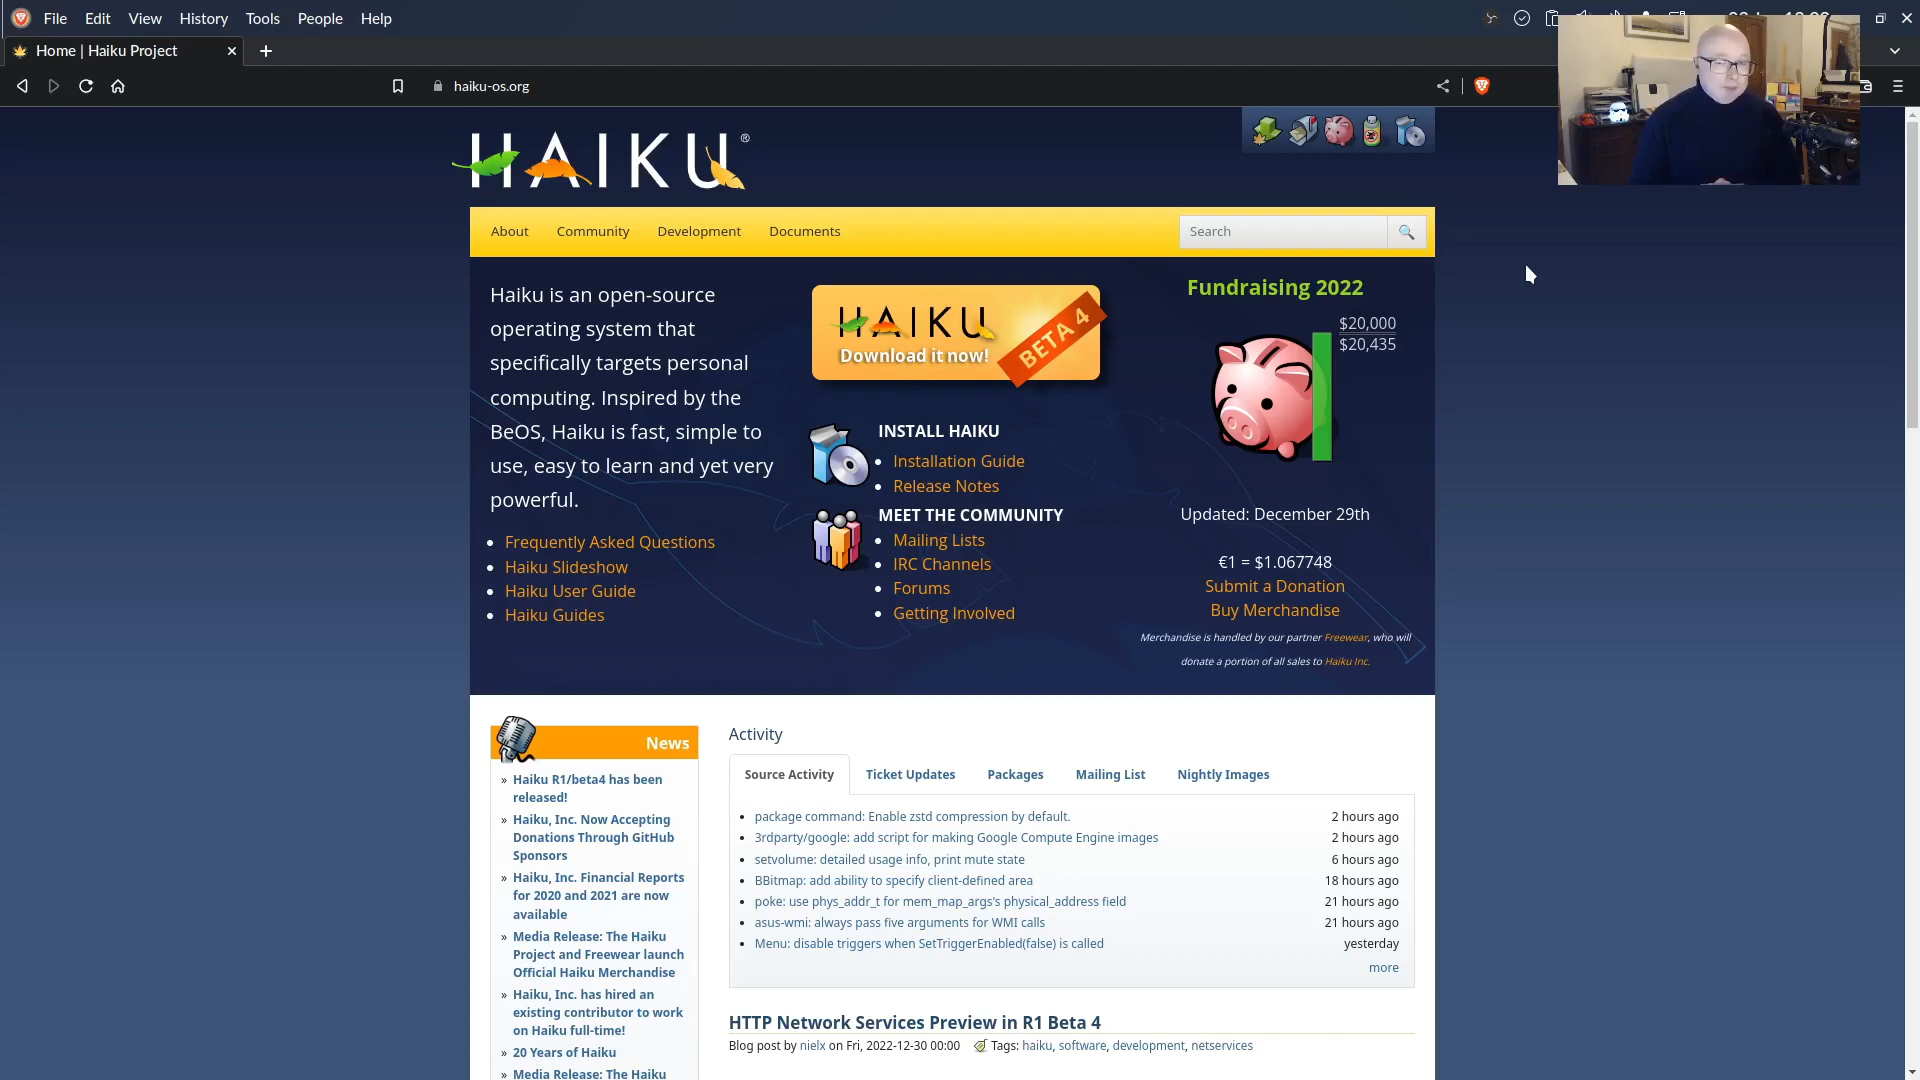 File Edit View History Tools People Help
Home | Haiku Project
haiku-os.org
HAIKU®
About Community Development Documents Search
Haiku is an open-source
operating system that
specifically targets personal
computing. Inspired by the
BeOS, Haiku is fast, simple to
use, easy to learn and yet very
powerful.
Frequently Asked Questions
Haiku Slideshow
Haiku User Guide
Haiku Guides
HAIKU
Download it now!
BETA 4
INSTALL HAIKU
Installation Guide
Release Notes
MEET THE COMMUNITY
Mailing Lists
IRC Channels
Forums
Getting Involved
Fundraising 2022
$20,000
$20,435
Updated: December 29th
€1 = $1.067748
Submit a Donation
Buy Merchandise
Merchandise is handled by our partner Freewear, who will
donate a portion of all sales to Haiku Inc.
News
» Haiku R1/beta4 has been
released!
» Haiku, Inc. Now Accepting
Donations Through GitHub
Sponsors
» Haiku, Inc. Financial Reports
for 2020 and 2021 are now
available
» Media Release: The Haiku
Project and Freewear launch
Official Haiku Merchandise
» Haiku, Inc. has hired an
existing contributor to work
on Haiku full-time!
» 20 Years of Haiku
» Media Release: The Haiku
Activity
Source Activity Ticket Updates Packages Mailing List Nightly Images
package command: Enable zstd compression by default. 2 hours ago
3rdparty/google: add script for making Google Compute Engine images 2 hours ago
setvolume: detailed usage info, print mute state 6 hours ago
BBitmap: add ability to specify client-defined area 18 hours ago
poke: use phys_addr_t for mem_map_args's physical_address field 21 hours ago
asus-wmi: always pass five arguments for WMI calls 21 hours ago
Menu: disable triggers when SetTriggerEnabled(false) is called yesterday
more
HTTP Network Services Preview in R1 Beta 4
Blog post by nielx on Fri, 2022-12-30 00:00 Tags: haiku, software, development, netservices